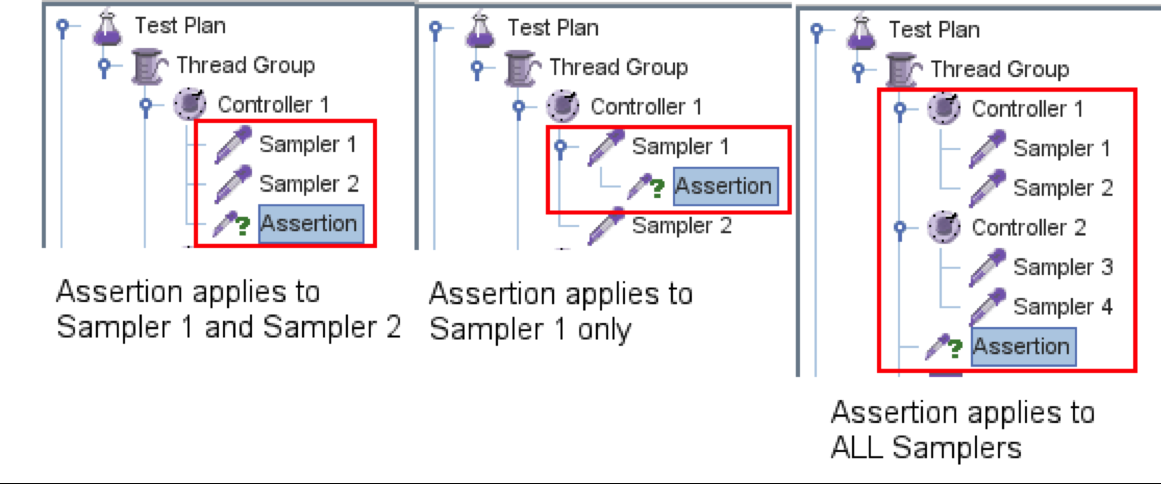 Test Plan
Thread Group
Controller 1
Sampler 1
Sampler 2
? Assertion
Assertion applies to
Sampler 1 and Sampler 2
Test Plan
Thread Group
Controller 1
Sampler 1
? Assertion
Sampler 2
Assertion applies to
Sampler 1 only
Test Plan
Thread Group
Controller 1
Sampler 1
Sampler 2
Controller 2
Sampler 3
Sampler 4
? Assertion
Assertion applies to
ALL Samplers